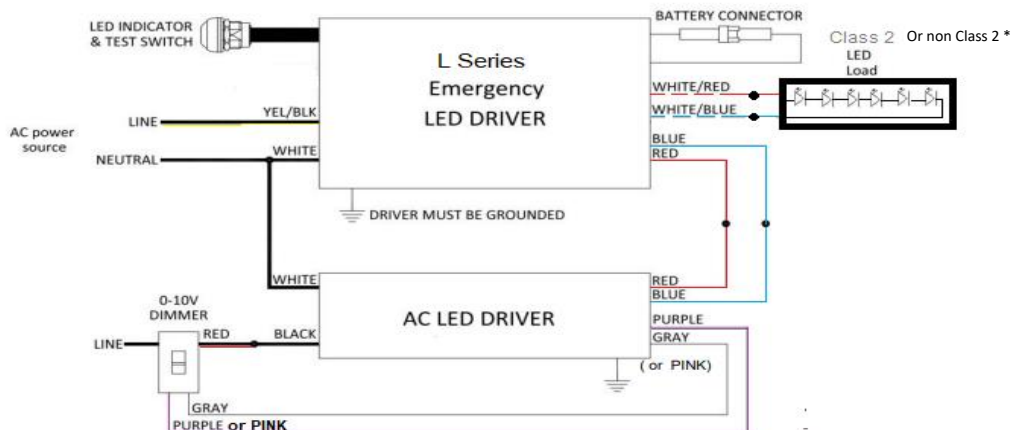 LED INDICATOR
& TEST SWITCH
BATTERY CONNECTOR
Class 2 Or non Class 2 *
LED
Load
L Series
Emergency
LED DRIVER
WHITE/RED
WHITE/BLUE
AC power
source
LINE
YEL/BLK
NEUTRAL
WHITE
BLUE
RED
DRIVER MUST BE GROUNDED
WHITE
AC LED DRIVER
RED
BLUE
PURPLE
GRAY
( or PINK)
0-10V
DIMMER
LINE
RED
BLACK
GRAY
PURPLE or PINK